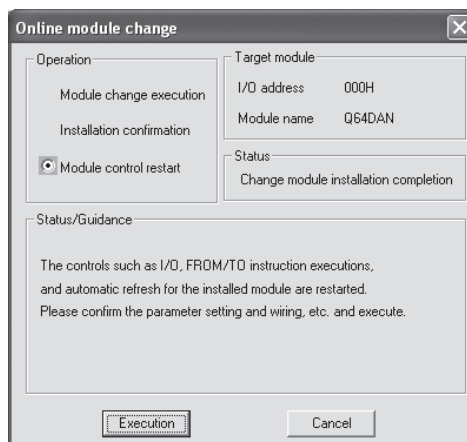 Online module change
Operation
Module change execution
Installation confirmation
Module control restart
Target module
I/O address 000H
Module name Q64DAN
Status
Change module installation completion
Status/Guidance
The controls such as I/O, FROM/TO instruction executions,
and automatic refresh for the installed module are restarted.
Please confirm the parameter setting and wiring, etc. and execute.
Execution Cancel